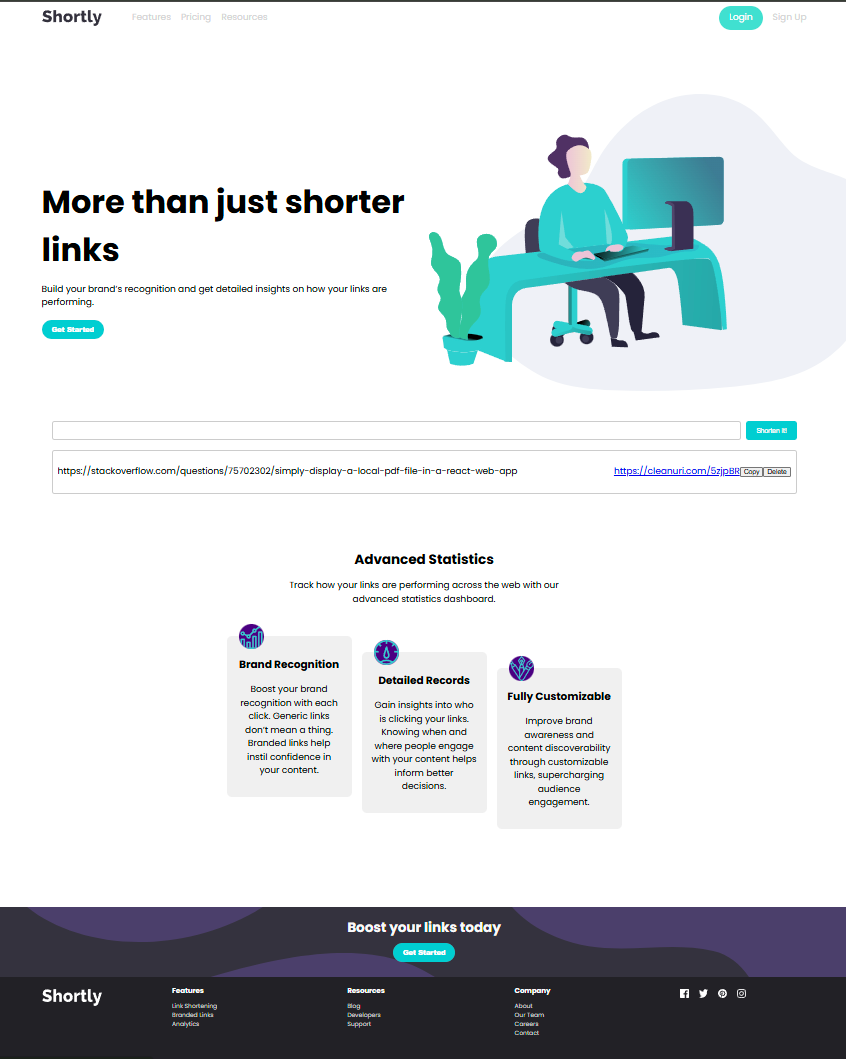 Shortly Features Pricing Resources Login Sign Up
More than just shorter
links
Build your brand's recognition and get detailed insights on how your links are
performing.
Get Started
Shorten It!
https://stackoverflow.com/questions/75702302/simply-display-a-local-pdf-file-in-a-react-web-app https://cleanuri.com/5zjpBR Copy Delete
Advanced Statistics
Track how your links are performing across the web with our
advanced statistics dashboard.
Brand Recognition
Boost your brand
recognition with each
click. Generic links
don't mean a thing.
Branded links help
instil confidence in
your content.
Detailed Records
Gain insights into who
is clicking your links.
Knowing when and
where people engage
with your content helps
inform better
decisions.
Fully Customizable
Improve brand
awareness and
content discoverability
through customizable
links, supercharging
audience
engagement.
Boost your links today
Get Started
Shortly
Features
Link Shortening
Branded Links
Analytics
Resources
Blog
Developers
Support
Company
About
Our Team
Careers
Contact